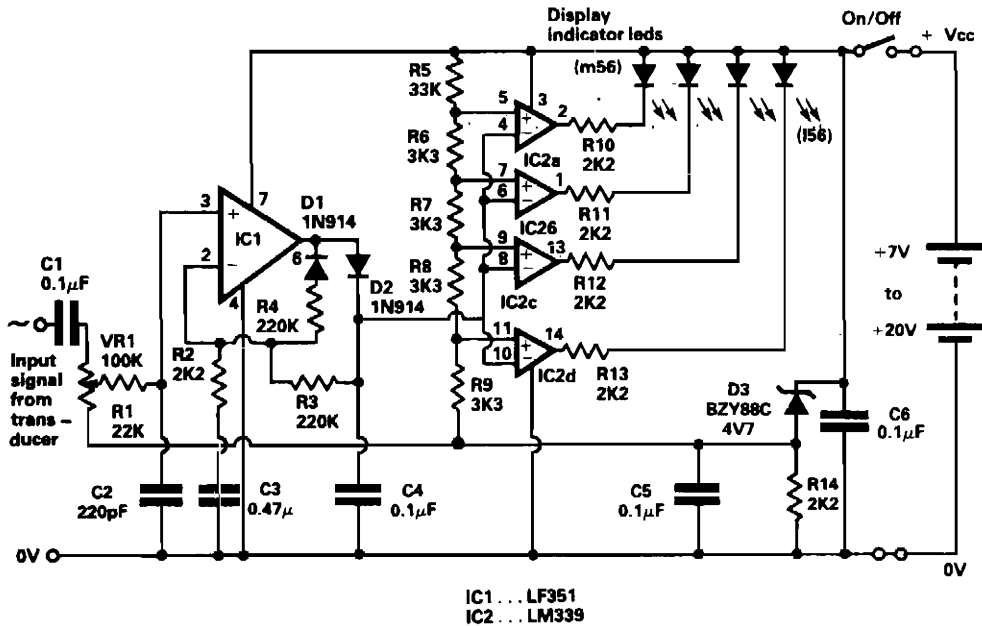 Display
indicator leds
On/Off
+ Vcc
(m56)
(l56)
R5
33K
R6
3K3
R7
3K3
R8
3K3
R9
3K3
5
4
3
2
IC2a
R10
2K2
7
6
1
IC26
R11
2K2
9
8
13
IC2c
R12
2K2
11
10
14
IC2d
R13
2K2
3
2
7
IC1
4
6
D1
1N914
D2
1N914
R4
220K
R3
220K
R2
2K2
C1
0.1μF
~
VR1
100K
R1
22K
Input
signal
from
trans –
ducer
C2
220pF
C3
0.47μ
C4
0.1μF
C5
0.1μF
D3
BZY88C
4V7
R14
2K2
C6
0.1μF
+7V
to
+20V
0V
0V
IC1 ... LF351
IC2 ... LM339